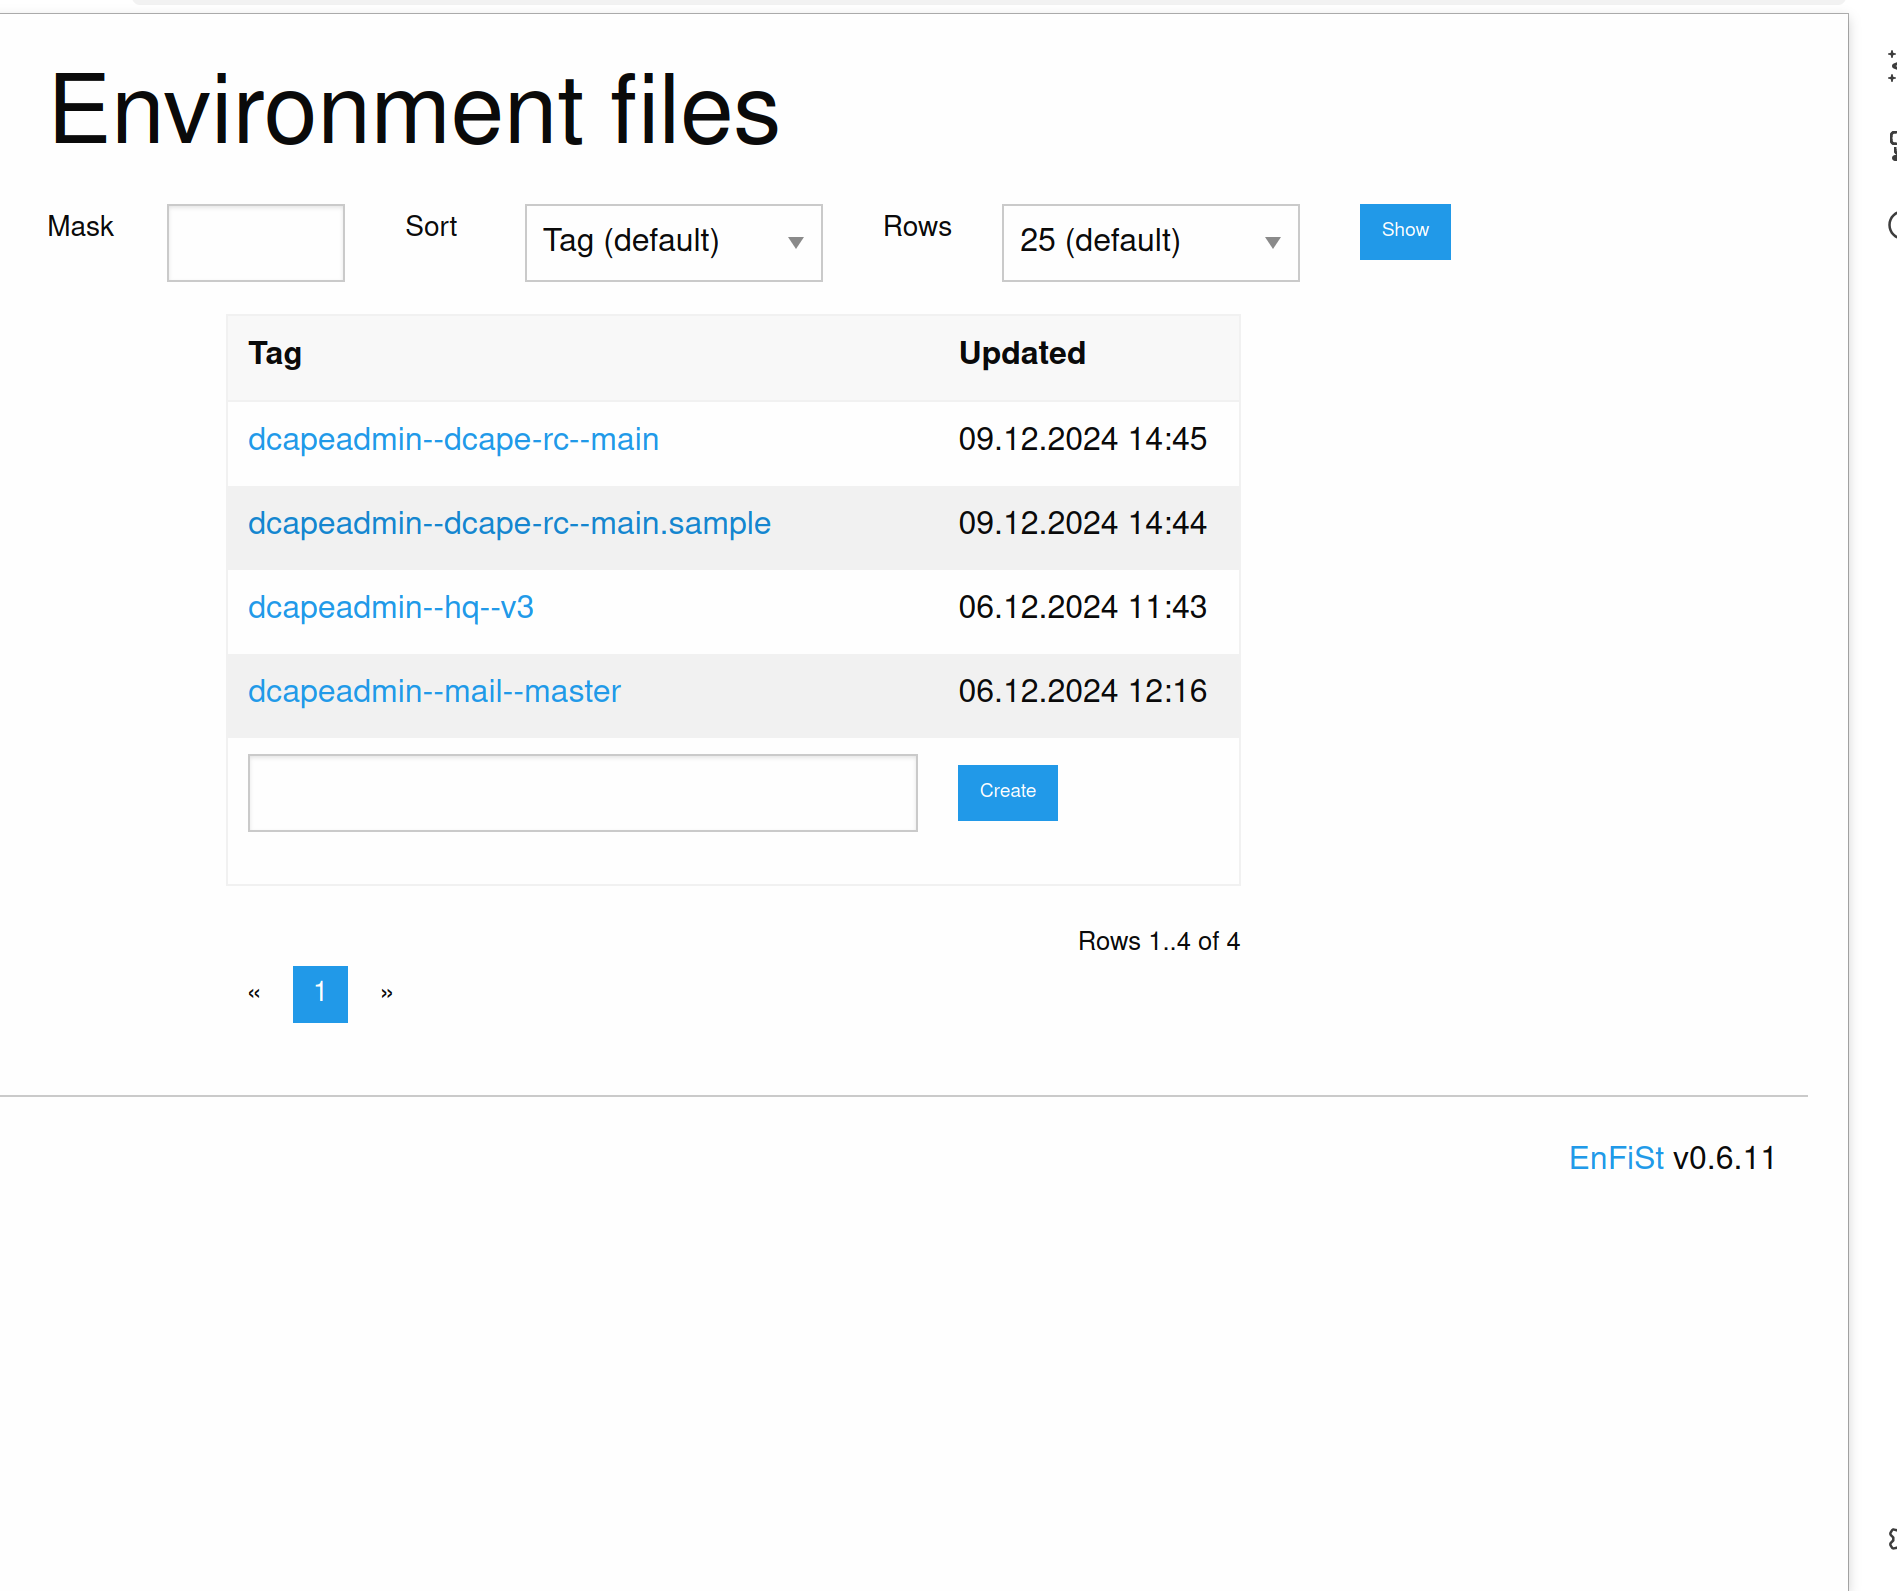 Environment files
Mask Sort Tag (default) Rows 25 (default) Show
Tag Updated
dcapeadmin--dcape-rc--main 09.12.2024 14:45
dcapeadmin--dcape-rc--main.sample 09.12.2024 14:44
dcapeadmin--hq--v3 06.12.2024 11:43
dcapeadmin--mail--master 06.12.2024 12:16
Create
Rows 1..4 of 4
« 1 »
EnFiSt v0.6.11